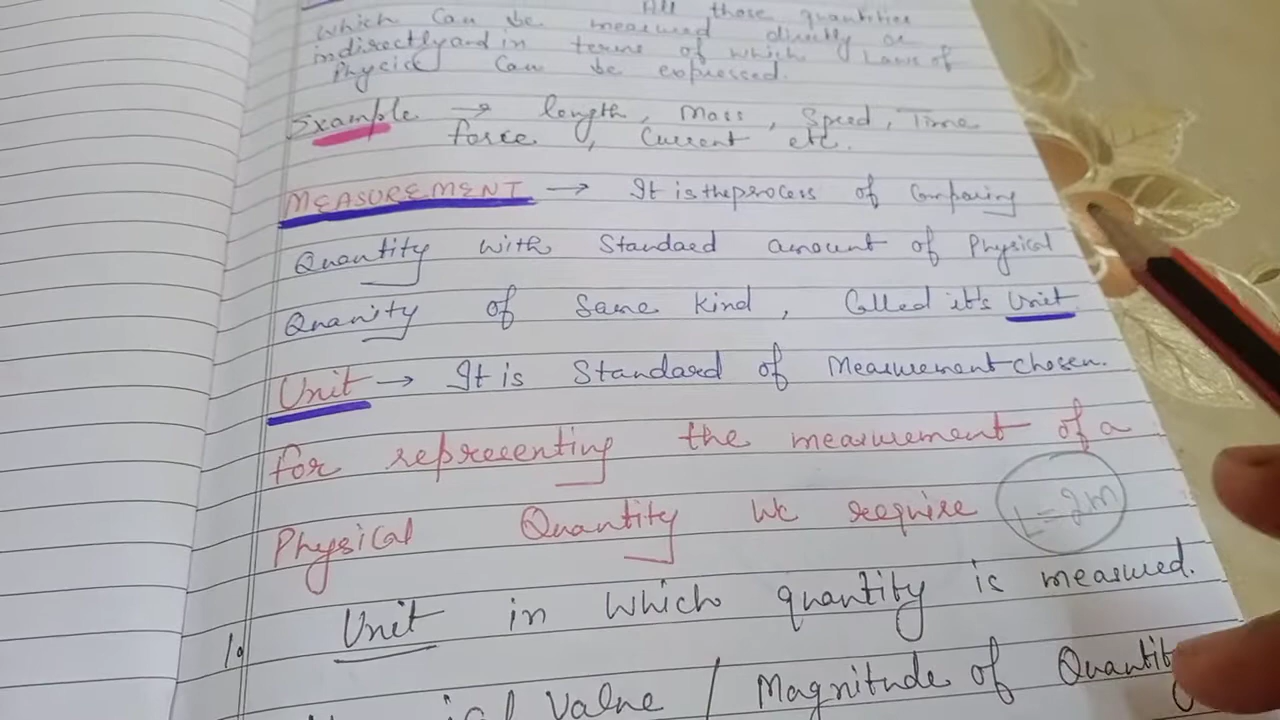 All those quantities
which can be measured directly or
indirectly and in terms of which Laws of
Physics can be expressed.
Example → length, Mass, Speed, Time
force, Current etc.
MEASUREMENT → It is the process of Comparing
Quantity with Standard amount of Physical
Quanity of Same Kind, Called it's Unit
Unit → It is Standard of Measurement chosen.
for representing the measurement of a
Physical Quantity we require L = 2m
1. Unit in which quantity is measured.
Value / Magnitude of Quantity